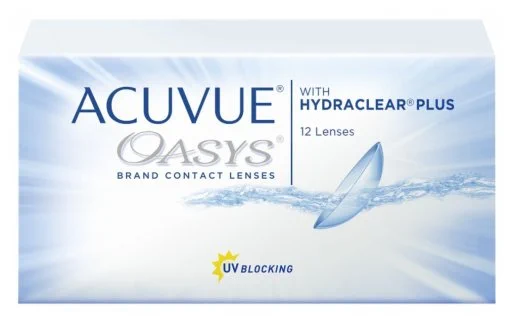 ACUVUE®
OASYS®
BRAND CONTACT LENSES
WITH
HYDRACLEAR® PLUS
12 Lenses
UV BLOCKING